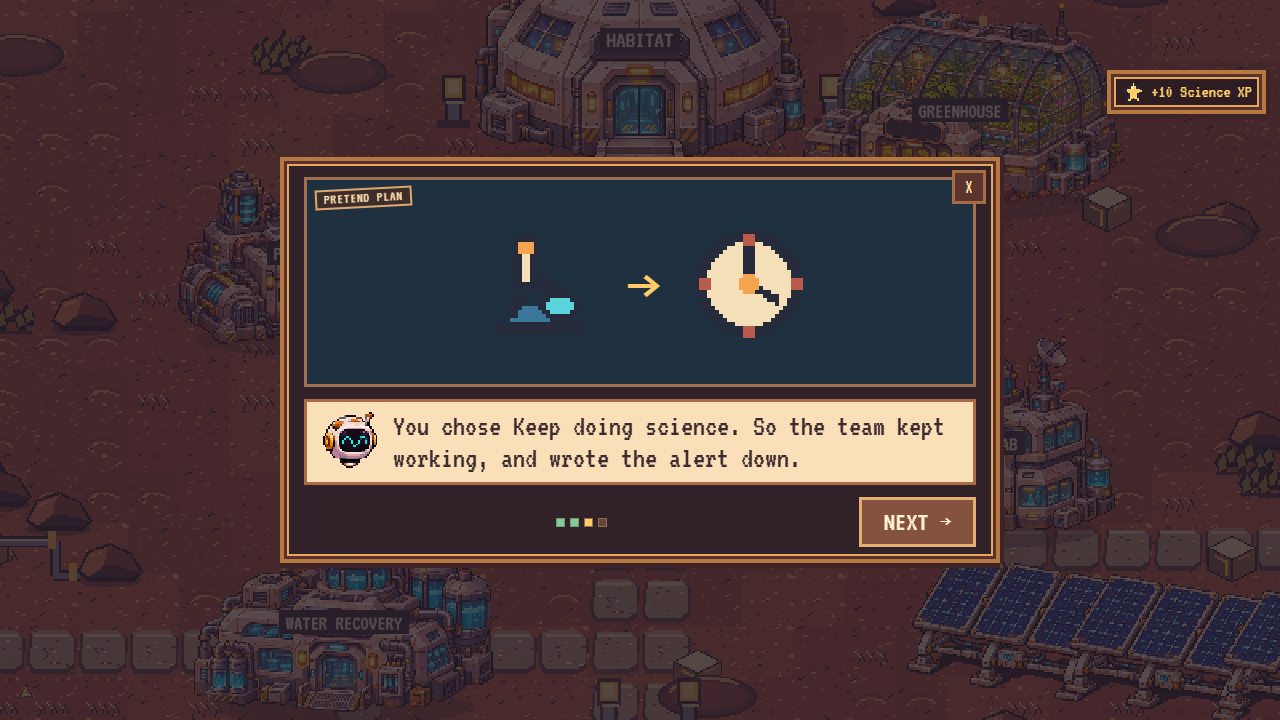 HABITAT
GREENHOUSE
+10 Science XP
PRETEND PLAN
X
You chose Keep doing science. So the team kept
working, and wrote the alert down.
NEXT →
WATER RECOVERY